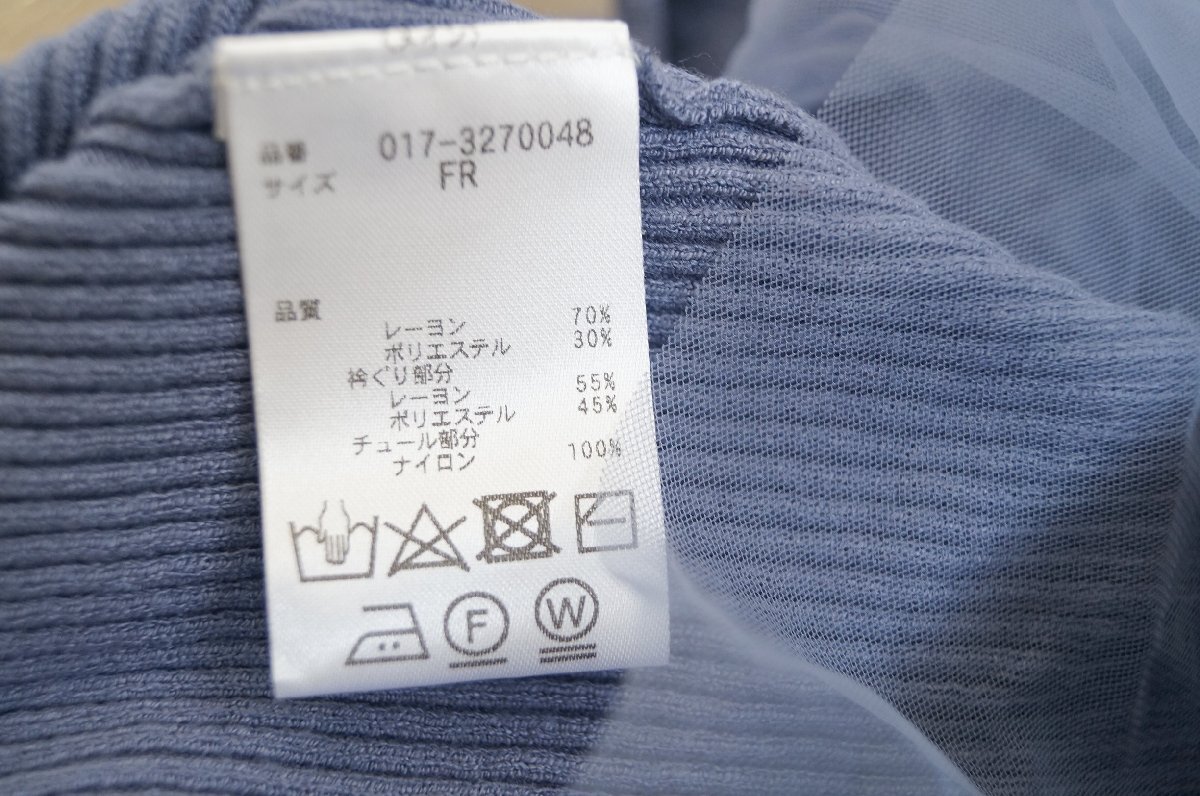 品番 017-3270048
サイズ FR
品質
レーヨン 70%
ポリエステル 30%
衿ぐり部分
レーヨン 55%
ポリエステル 45%
チュール部分
ナイロン 100%
F W